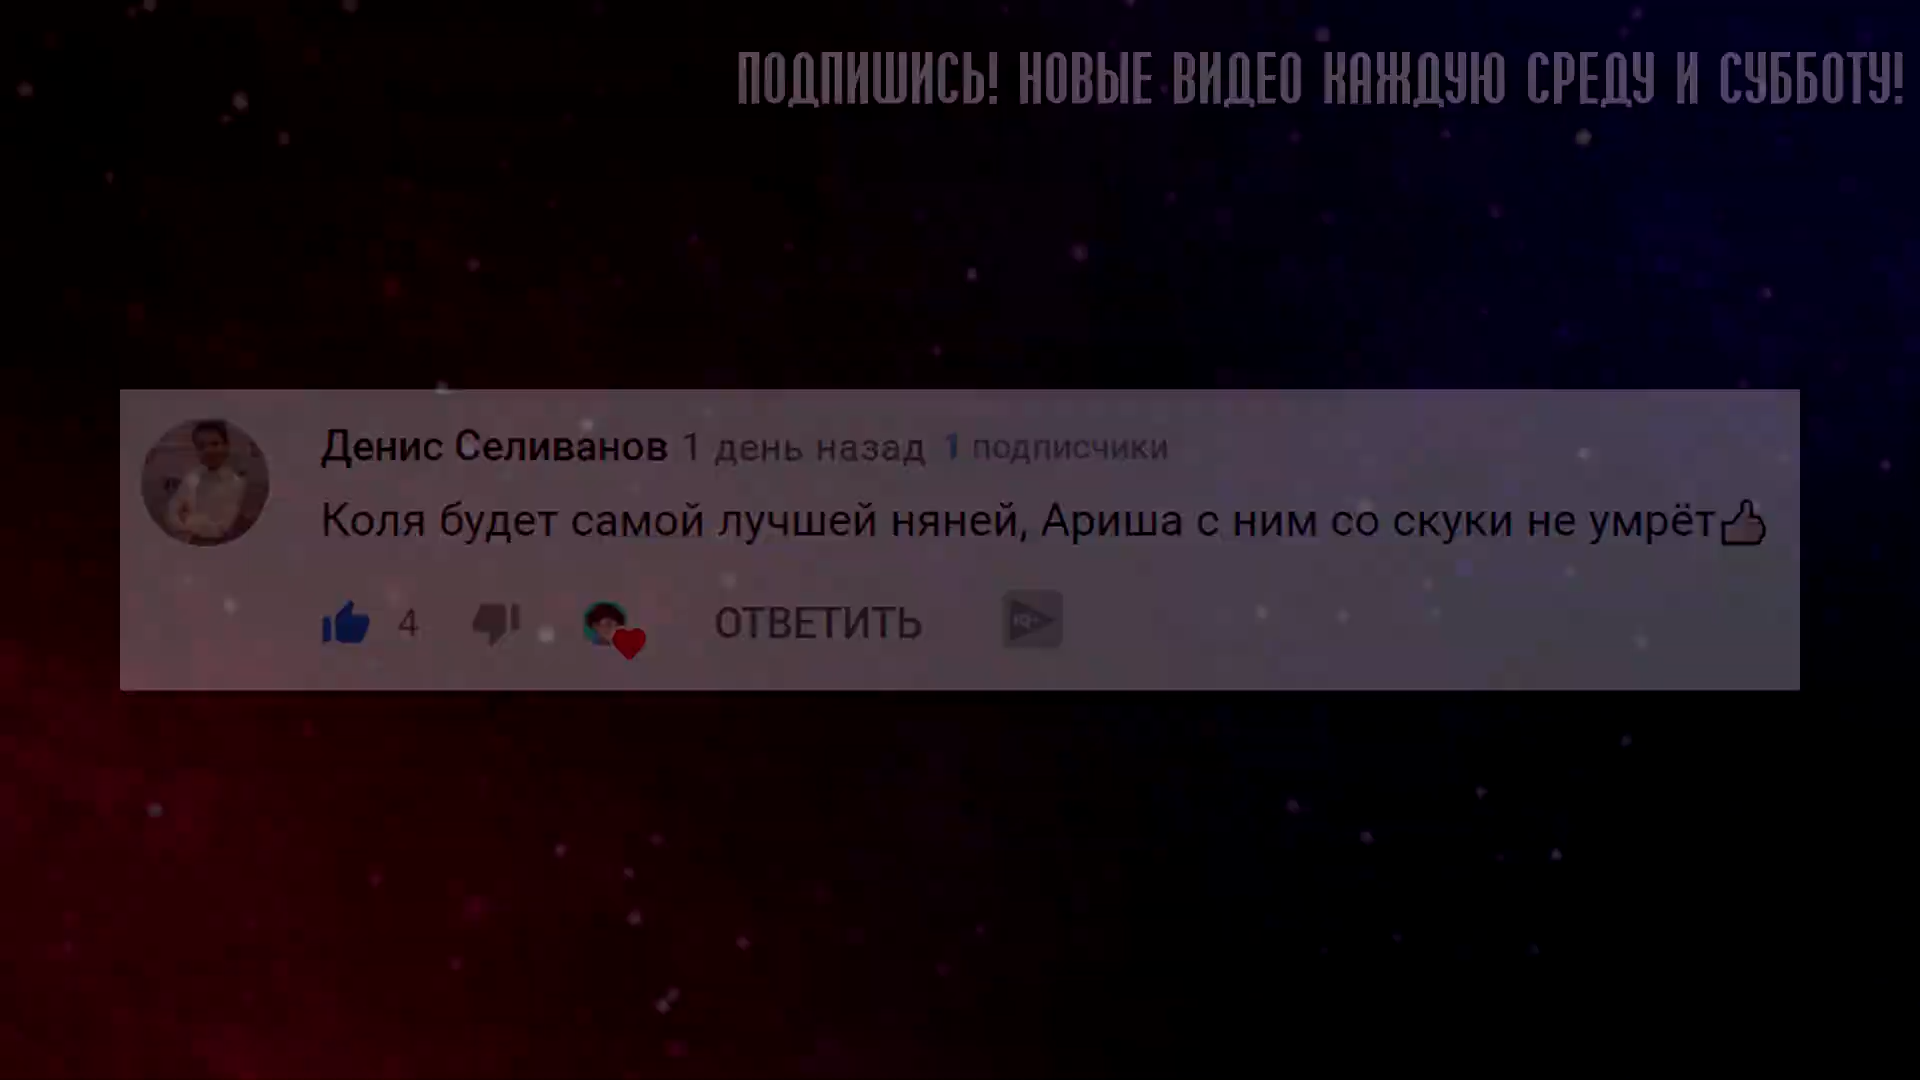 ПОДПИШИСЬ! НОВЫЕ ВИДЕО КАЖДУЮ СРЕДУ И СУББОТУ!
Денис Селиванов 1 день назад 1 подписчики
Коля будет самой лучшей няней, Ариша с ним со скуки не умрёт👍
4 ОТВЕТИТЬ